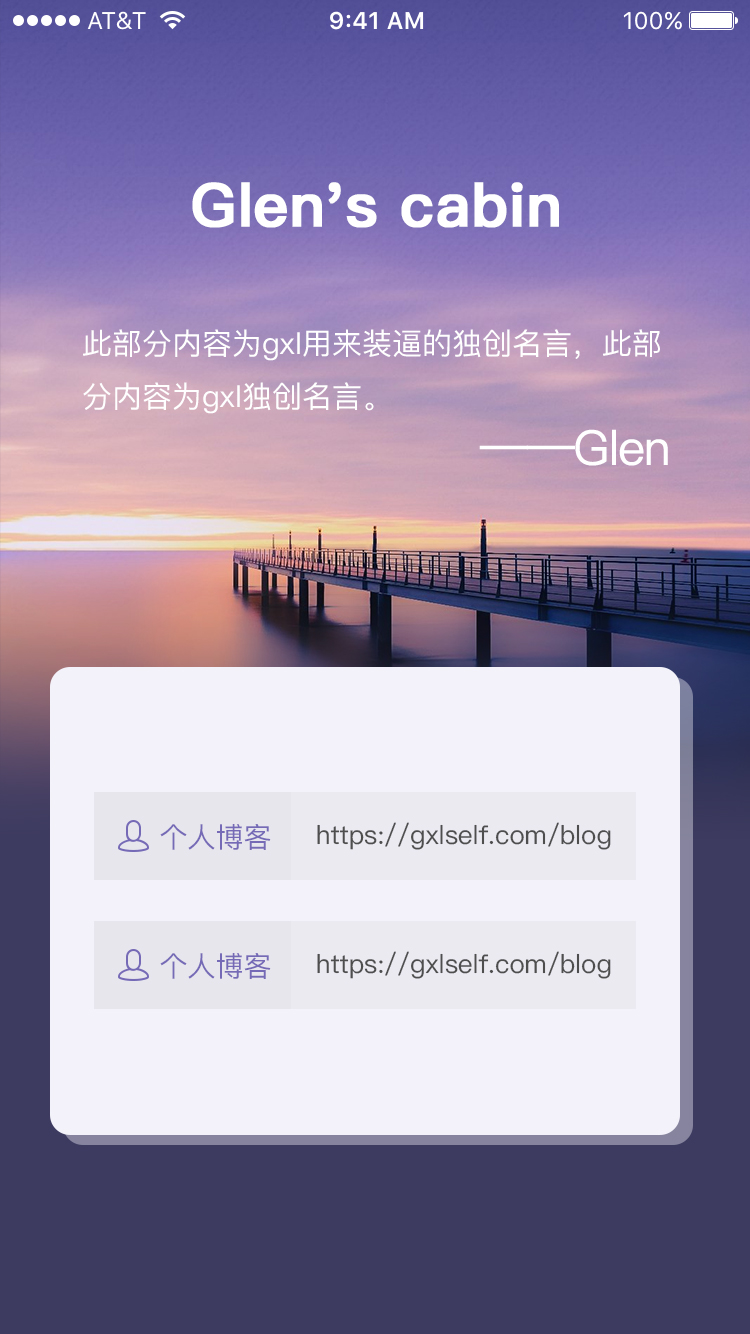 AT&T 9:41 AM 100%
Glen’s cabin
此部分内容为gxl用来装逼的独创名言，此部
分内容为gxl独创名言。
——Glen
个人博客 https://gxlself.com/blog
个人博客 https://gxlself.com/blog